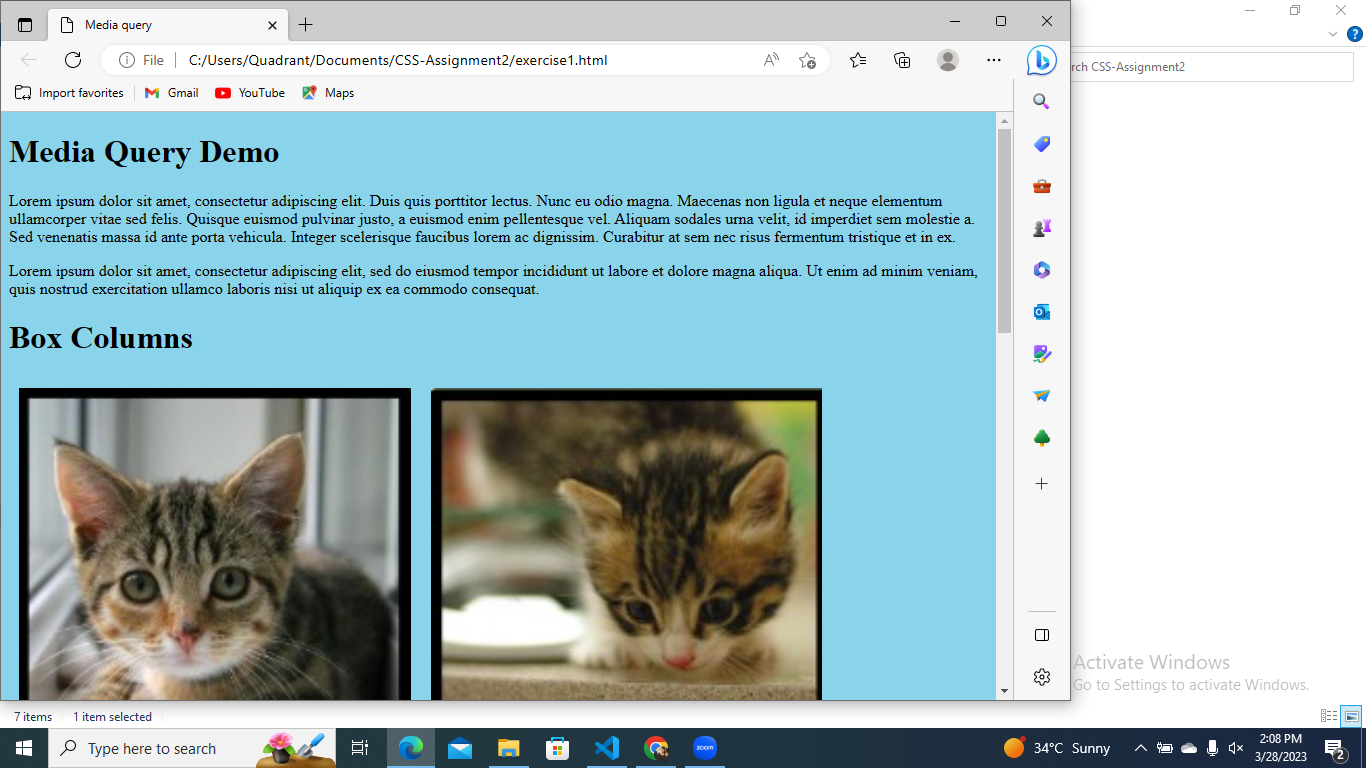 Media query
File
C:/Users/Quadrant/Documents/CSS-Assignment2/exercise1.html
rch CSS-Assignment2
Import favorites
Gmail
YouTube
Maps
Media Query Demo
Lorem ipsum dolor sit amet, consectetur adipiscing elit. Duis quis porttitor lectus. Nunc eu odio magna. Maecenas non ligula et neque elementum
ullamcorper vitae sed felis. Quisque euismod pulvinar justo, a euismod enim pellentesque vel. Aliquam sodales urna velit, id imperdiet sem molestie a.
Sed venenatis massa id ante porta vehicula. Integer scelerisque faucibus lorem ac dignissim. Curabitur at sem nec risus fermentum tristique et in ex.
Lorem ipsum dolor sit amet, consectetur adipiscing elit, sed do eiusmod tempor incididunt ut labore et dolore magna aliqua. Ut enim ad minim veniam,
quis nostrud exercitation ullamco laboris nisi ut aliquip ex ea commodo consequat.
Box Columns
Activate Windows
Go to Settings to activate Windows.
7 items
1 item selected
Type here to search
zoom
34°C Sunny
2:08 PM
3/28/2023
2